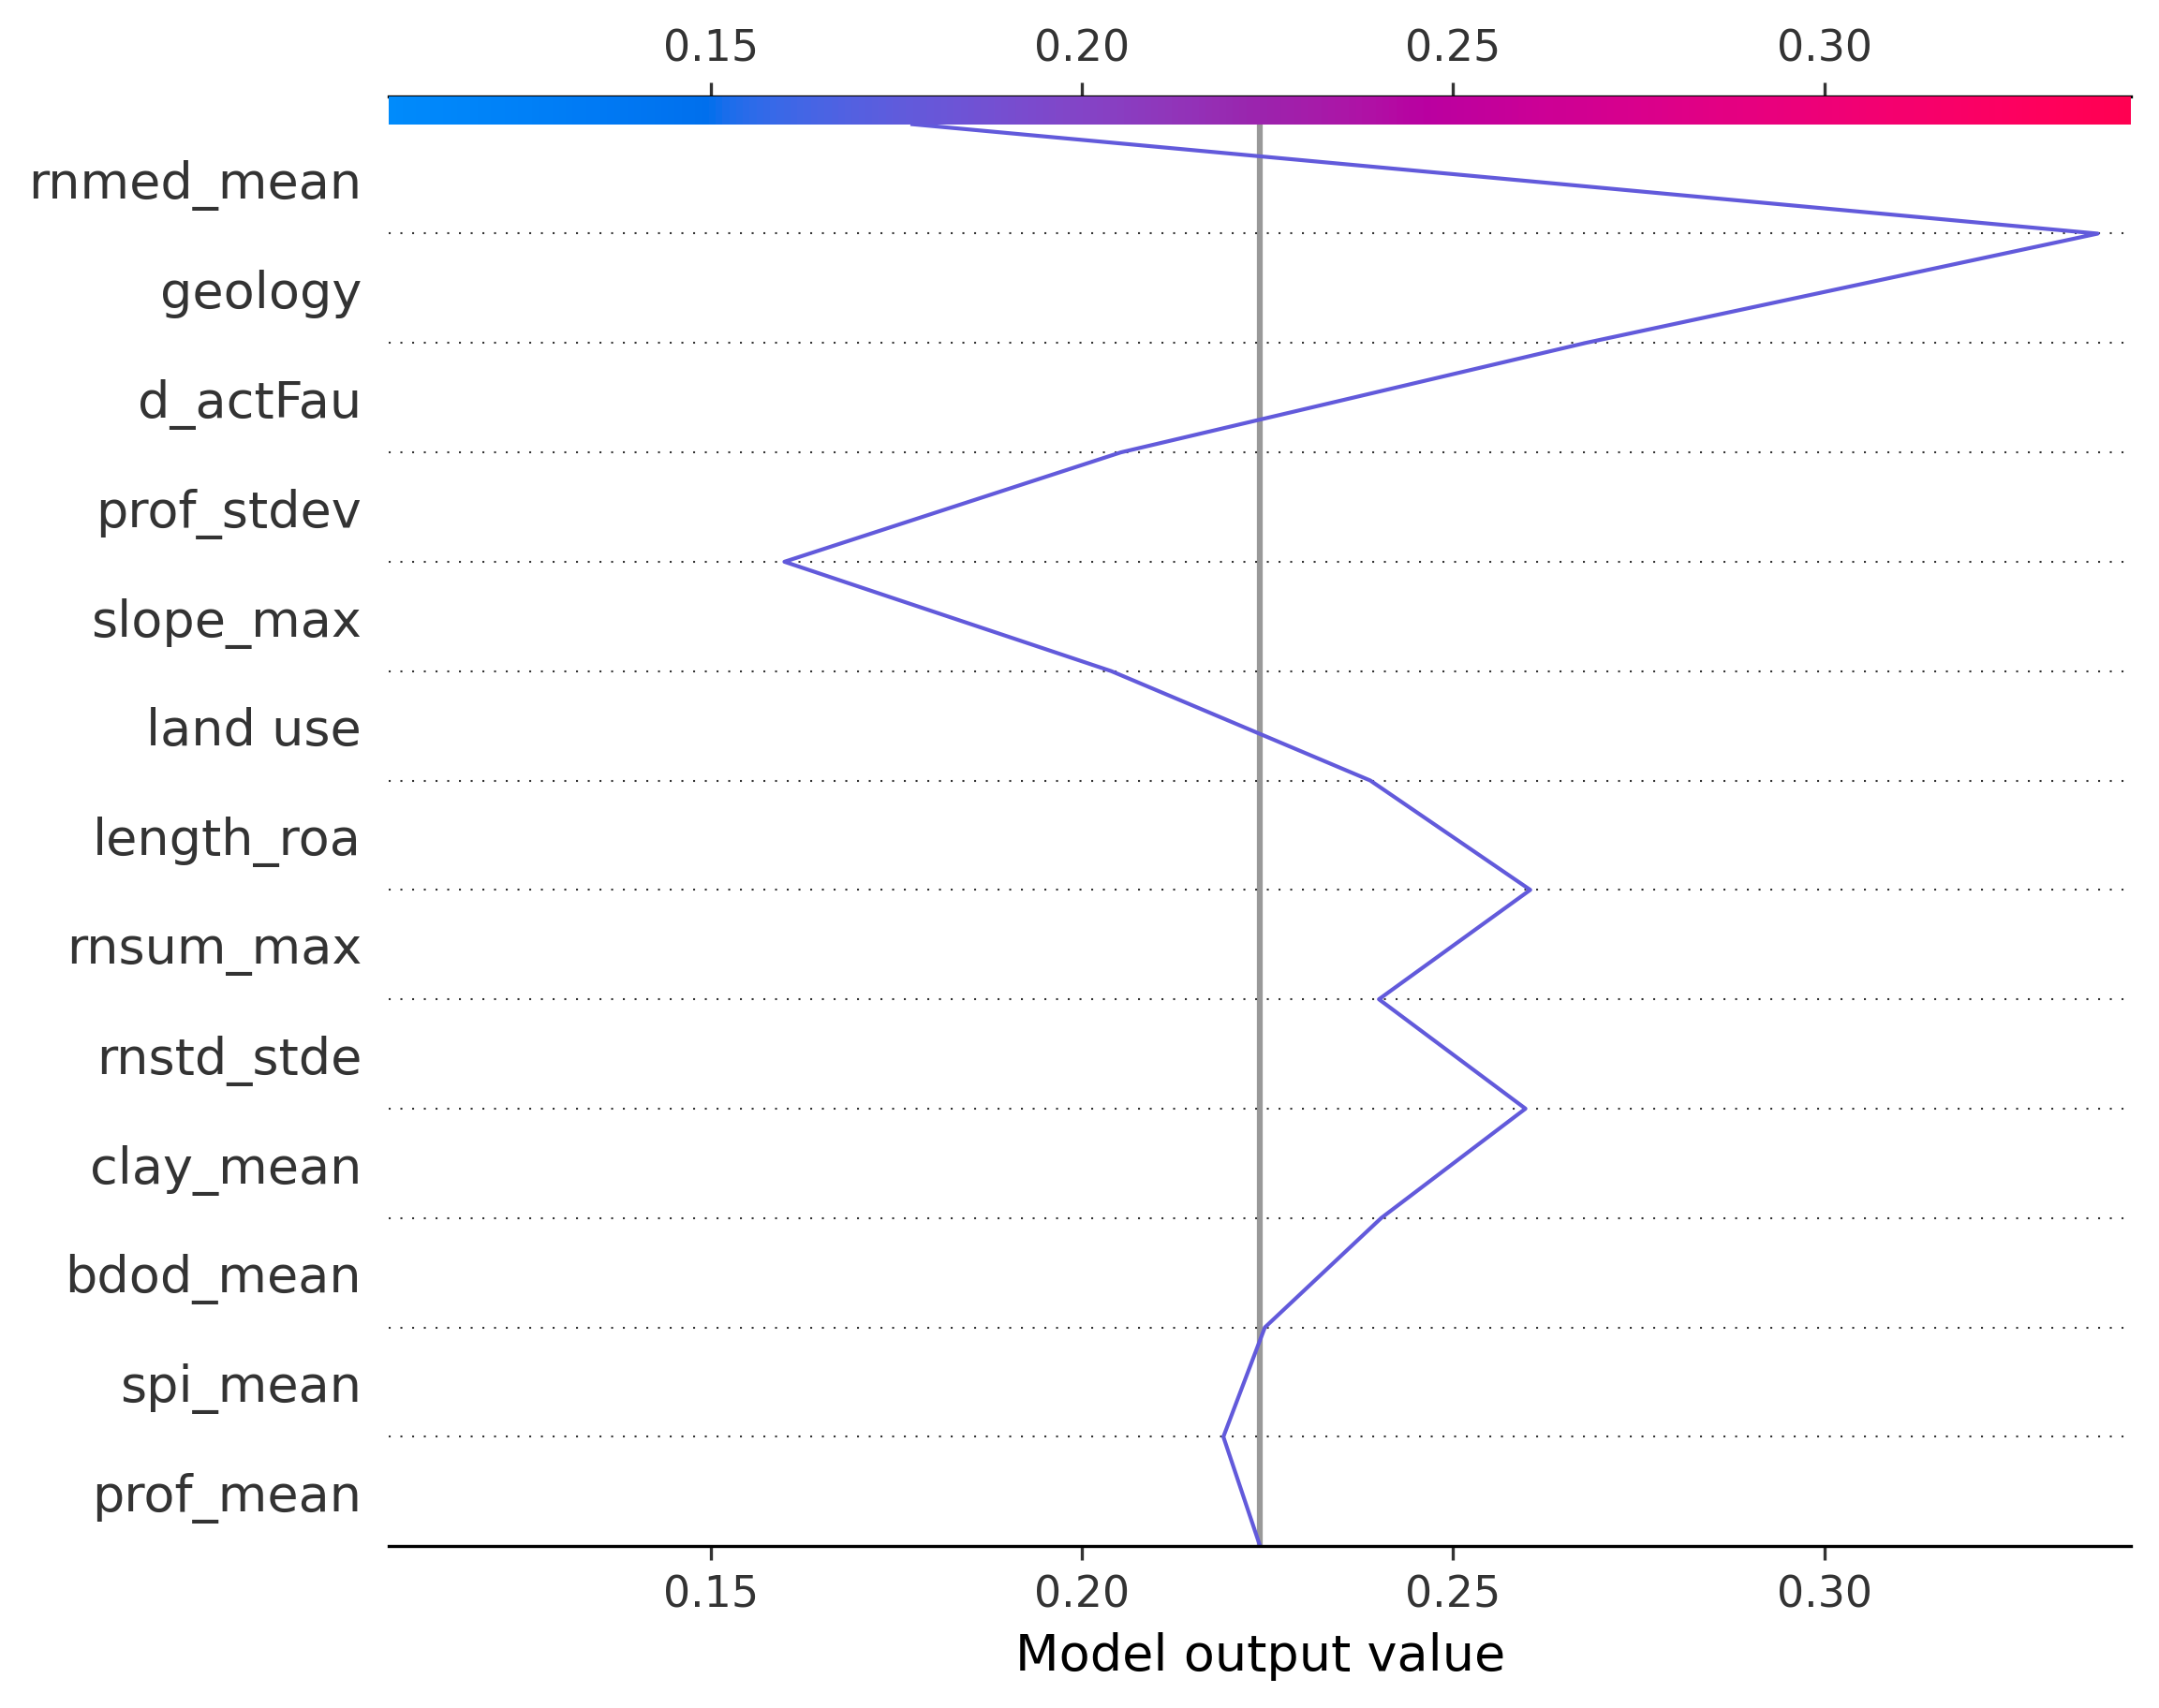 0.15 0.20 0.25 0.30
rnmed_mean
geology
d_actFau
prof_stdev
slope_max
land use
length_roa
rnsum_max
rnstd_stde
clay_mean
bdod_mean
spi_mean
prof_mean
0.15 0.20 0.25 0.30
Model output value